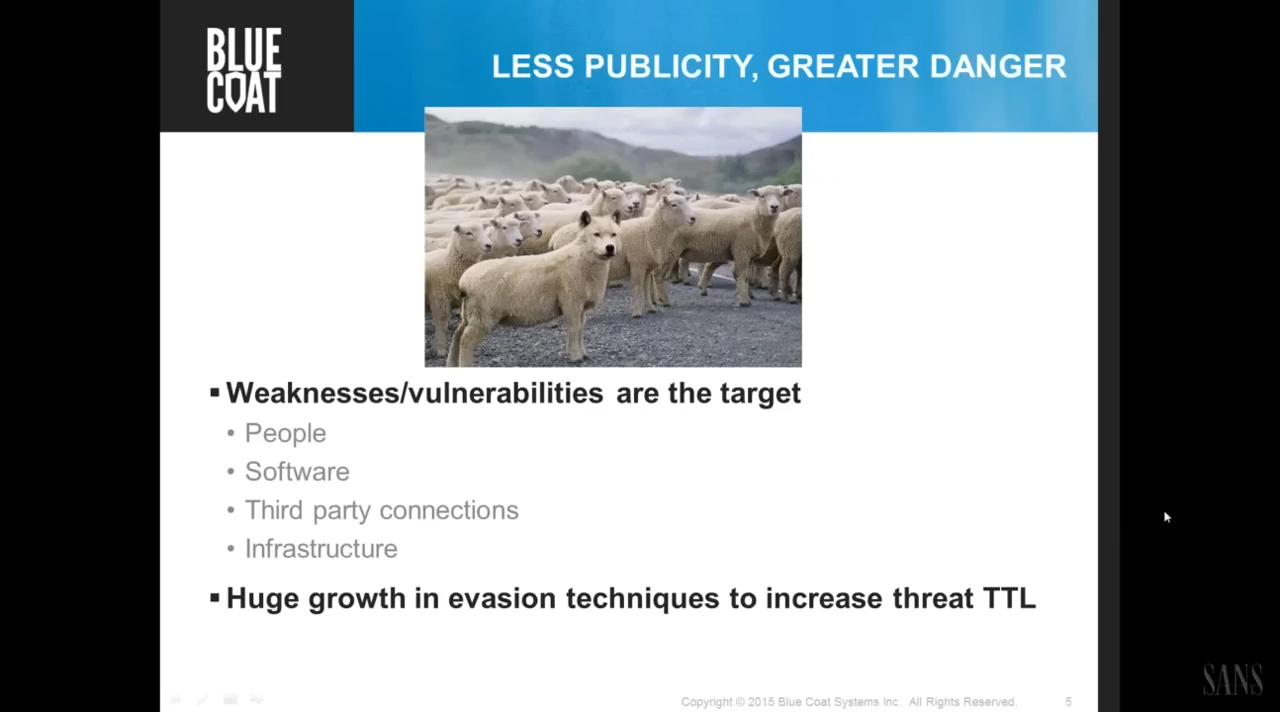 BLUE
COAT
LESS PUBLICITY, GREATER DANGER
▪ Weaknesses/vulnerabilities are the target
• People
• Software
• Third party connections
• Infrastructure
▪ Huge growth in evasion techniques to increase threat TTL
Copyright © 2015 Blue Coat Systems Inc. All Rights Reserved. 5
SANS